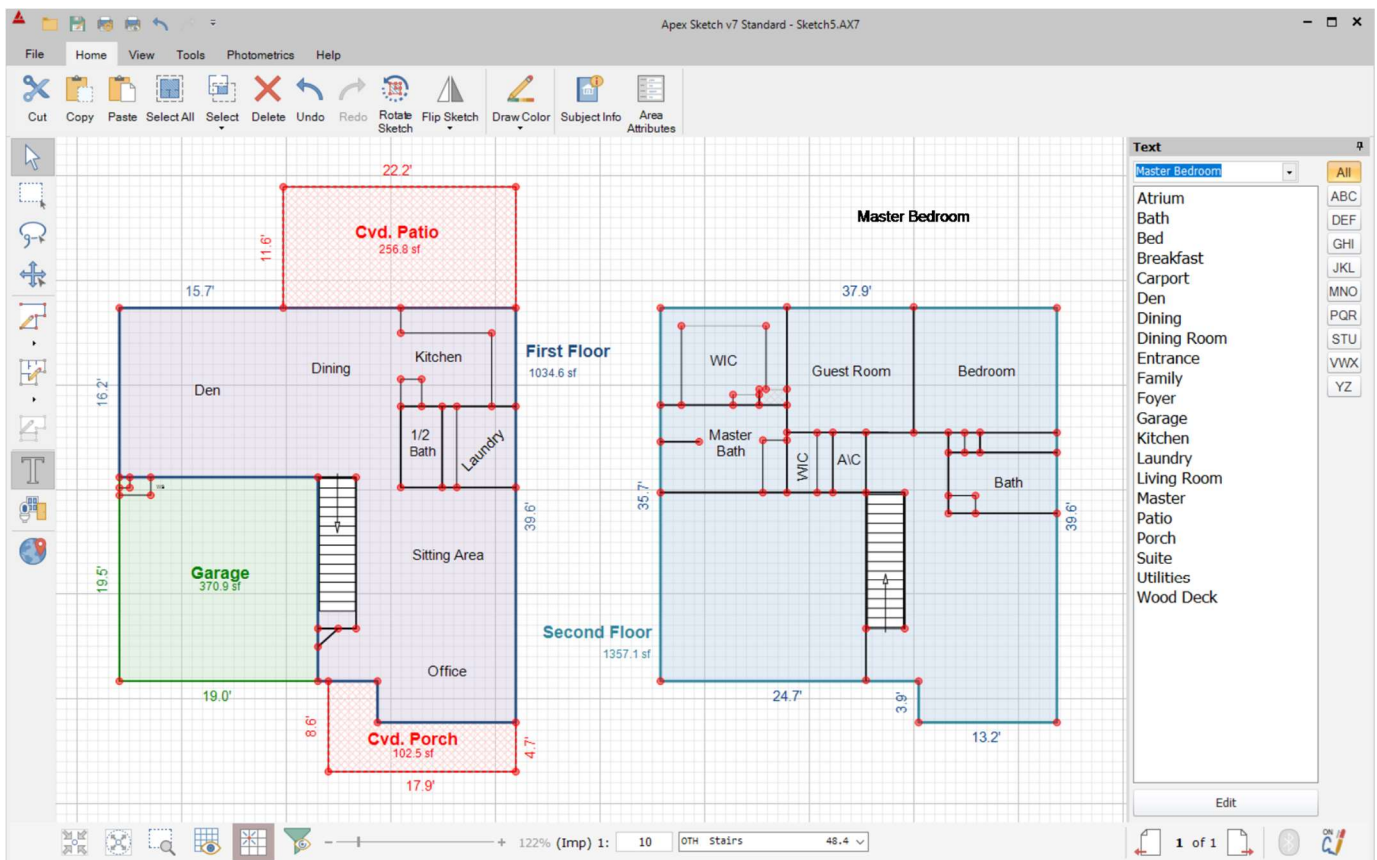 Apex Sketch v7 Standard - Sketch5.AX7
File Home View Tools Photometrics Help
Cut Copy Paste Select All Select Delete Undo Redo Rotate Sketch Flip Sketch Draw Color Subject Info Area Attributes
Text
Master Bedroom
All
ABC
DEF
GHI
JKL
MNO
PQR
STU
VWX
YZ
Atrium
Bath
Bed
Breakfast
Carport
Den
Dining
Dining Room
Entrance
Family
Foyer
Garage
Kitchen
Laundry
Living Room
Master
Patio
Porch
Suite
Utilities
Wood Deck
Edit
22.2'
11.6'
Cvd. Patio
256.8 sf
15.7'
16.2'
Den
Dining
Kitchen
First Floor
1034.6 sf
1/2
Bath
Laundry
39.6'
Sitting Area
Garage
370.9 sf
19.5'
19.0'
Office
8.6'
Cvd. Porch
102.5 sf
4.7'
17.9'
Master Bedroom
37.9'
WIC
Guest Room
Bedroom
Master
Bath
WIC
A\C
Bath
35.7'
39.6'
Second Floor
1357.1 sf
24.7'
3.9'
13.2'
122% (Imp) 1: 10 OTH Stairs 48.4
1 of 1
ON